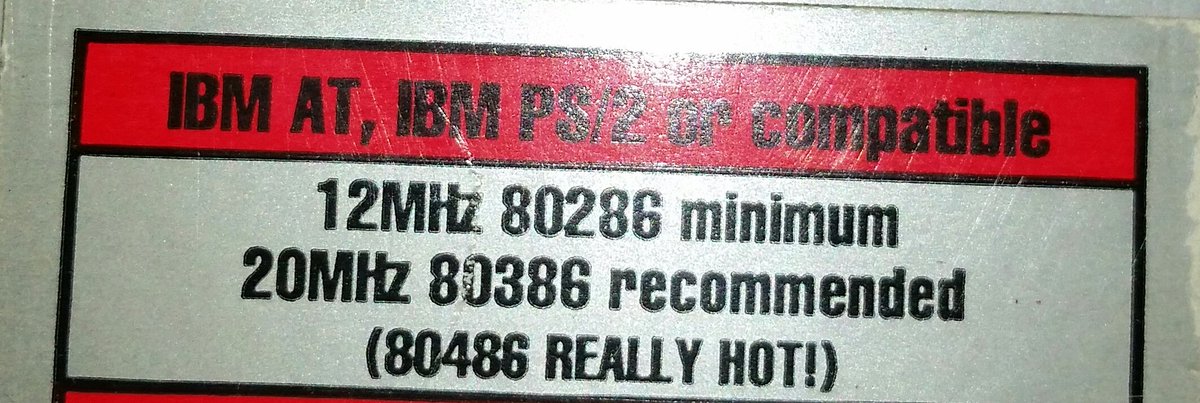 IBM AT, IBM PS/2 or compatible
12MHz 80286 minimum
20MHz 80386 recommended
(80486 REALLY HOT!)